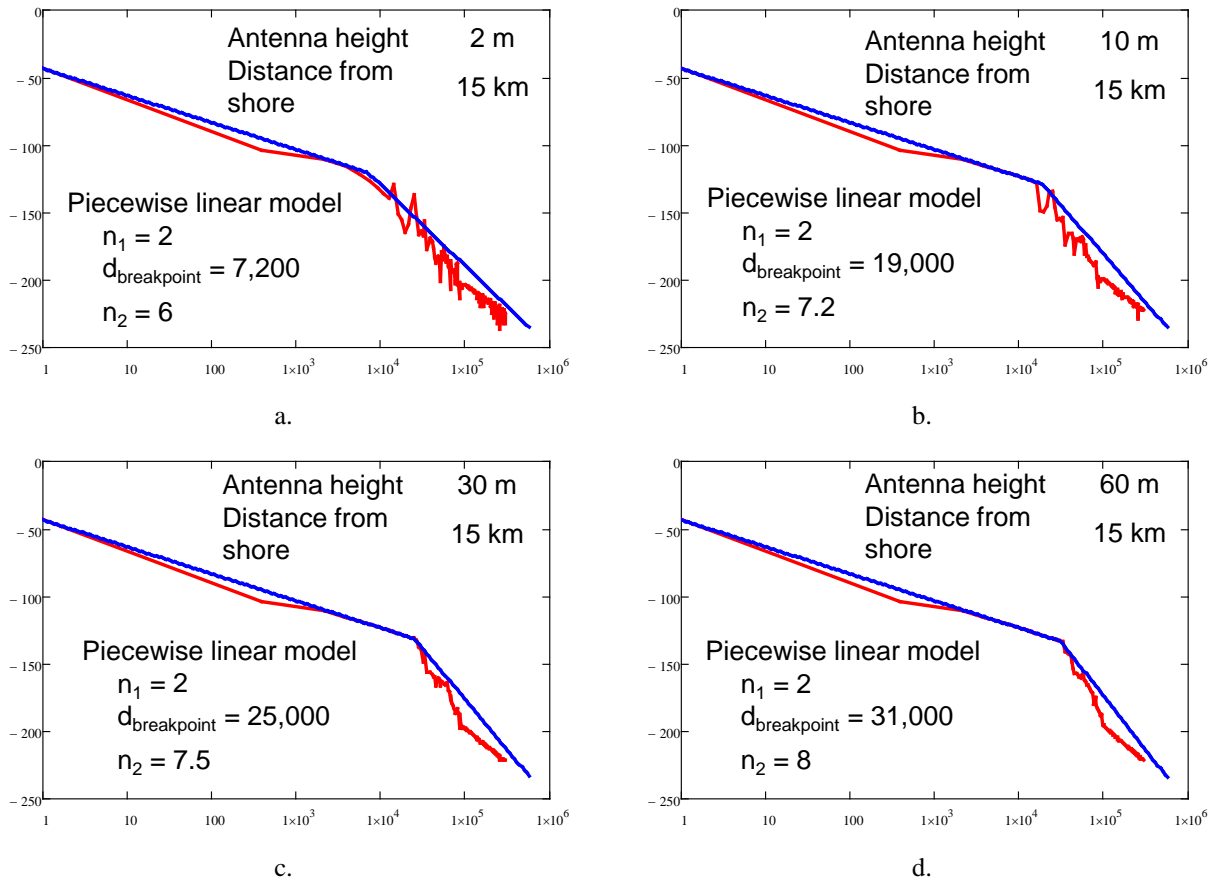 0
− 50
− 100
− 150
− 200
− 250
1
10
100
1×10³
1×10⁴
1×10⁵
1×10⁶
Antenna height 2 m
Distance from
shore 15 km
Piecewise linear model
n₁ = 2
d_breakpoint = 7,200
n₂ = 6
a.
0
− 50
− 100
− 150
− 200
− 250
1
10
100
1×10³
1×10⁴
1×10⁵
1×10⁶
Antenna height 10 m
Distance from
shore 15 km
Piecewise linear model
n₁ = 2
d_breakpoint = 19,000
n₂ = 7.2
b.
0
− 50
− 100
− 150
− 200
− 250
1
10
100
1×10³
1×10⁴
1×10⁵
1×10⁶
Antenna height 30 m
Distance from
shore 15 km
Piecewise linear model
n₁ = 2
d_breakpoint = 25,000
n₂ = 7.5
c.
0
− 50
− 100
− 150
− 200
− 250
1
10
100
1×10³
1×10⁴
1×10⁵
1×10⁶
Antenna height 60 m
Distance from
shore 15 km
Piecewise linear model
n₁ = 2
d_breakpoint = 31,000
n₂ = 8
d.